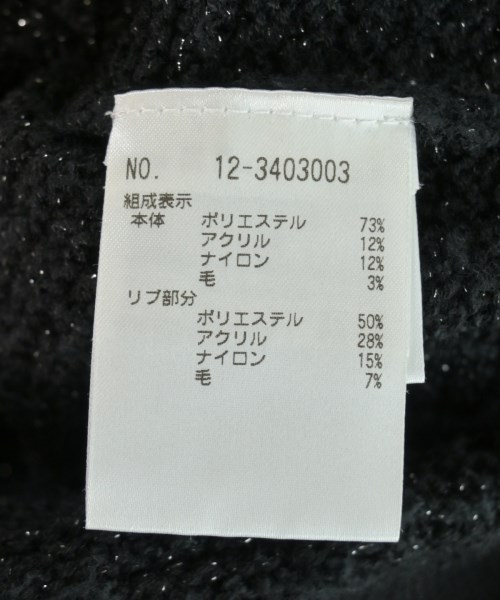 NO. 12-3403003
組成表示
本体 ポリエステル 73%
アクリル 12%
ナイロン 12%
毛 3%
リブ部分
ポリエステル 50%
アクリル 28%
ナイロン 15%
毛 7%